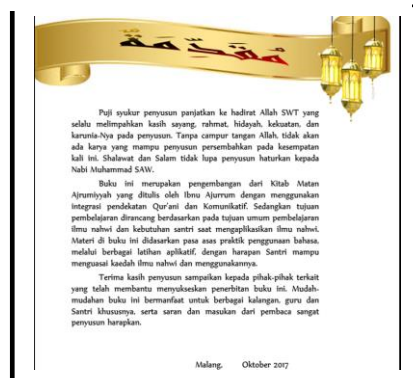 مُقَدِّمَةٌ
Puji syukur penyusun panjatkan ke hadirat Allah SWT yang
selalu melimpahkan kasih sayang, rahmat, hidayah, kekuatan, dan
karunia-Nya pada penyusun. Tanpa campur tangan Allah, tidak akan
ada karya yang mampu penyusun persembahkan pada kesempatan
kali ini. Shalawat dan Salam tidak lupa penyusun haturkan kepada
Nabi Muhammad SAW.
Buku ini merupakan pengembangan dari Kitab Matan
Ajrumiyyah yang ditulis oleh Ibnu Ajurrum dengan menggunakan
integrasi pendekatan Qur'ani dan Komunikatif. Sedangkan tujuan
pembelajaran dirancang berdasarkan pada tujuan umum pembelajaran
ilmu nahwi dan kebutuhan santri saat mengaplikasikan ilmu nahwi.
Materi di buku ini didasarkan pasa asas praktik penggunaan bahasa,
melalui berbagai latihan aplikatif, dengan harapan Santri mampu
menguasai kaedah ilmu nahwi dan menggunakannya.
Terima kasih penyusun sampaikan kepada pihak-pihak terkait
yang telah membantu menyukseskan penerbitan buku ini. Mudah-
mudahan buku ini bermanfaat untuk berbagai kalangan, guru dan
Santri khususnya, serta saran dan masukan dari pembaca sangat
penyusun harapkan.
Malang, Oktober 2017